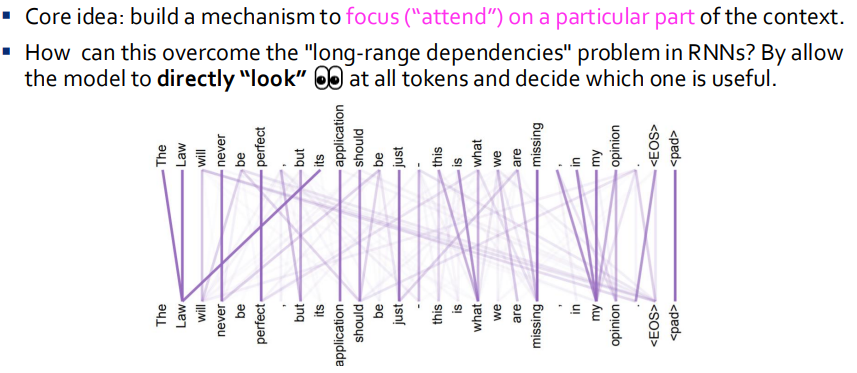 Core idea: build a mechanism to focus (“attend”) on a particular part of the context.
How can this overcome the "long-range dependencies" problem in RNNs? By allow
the model to directly “look” 👀 at all tokens and decide which one is useful.
The Law will never be perfect , but its application should be just - this is what we are missing , in my opinion . <EOS> <pad>
The Law will never be perfect , but its application should be just - this is what we are missing , in my opinion . <EOS> <pad>